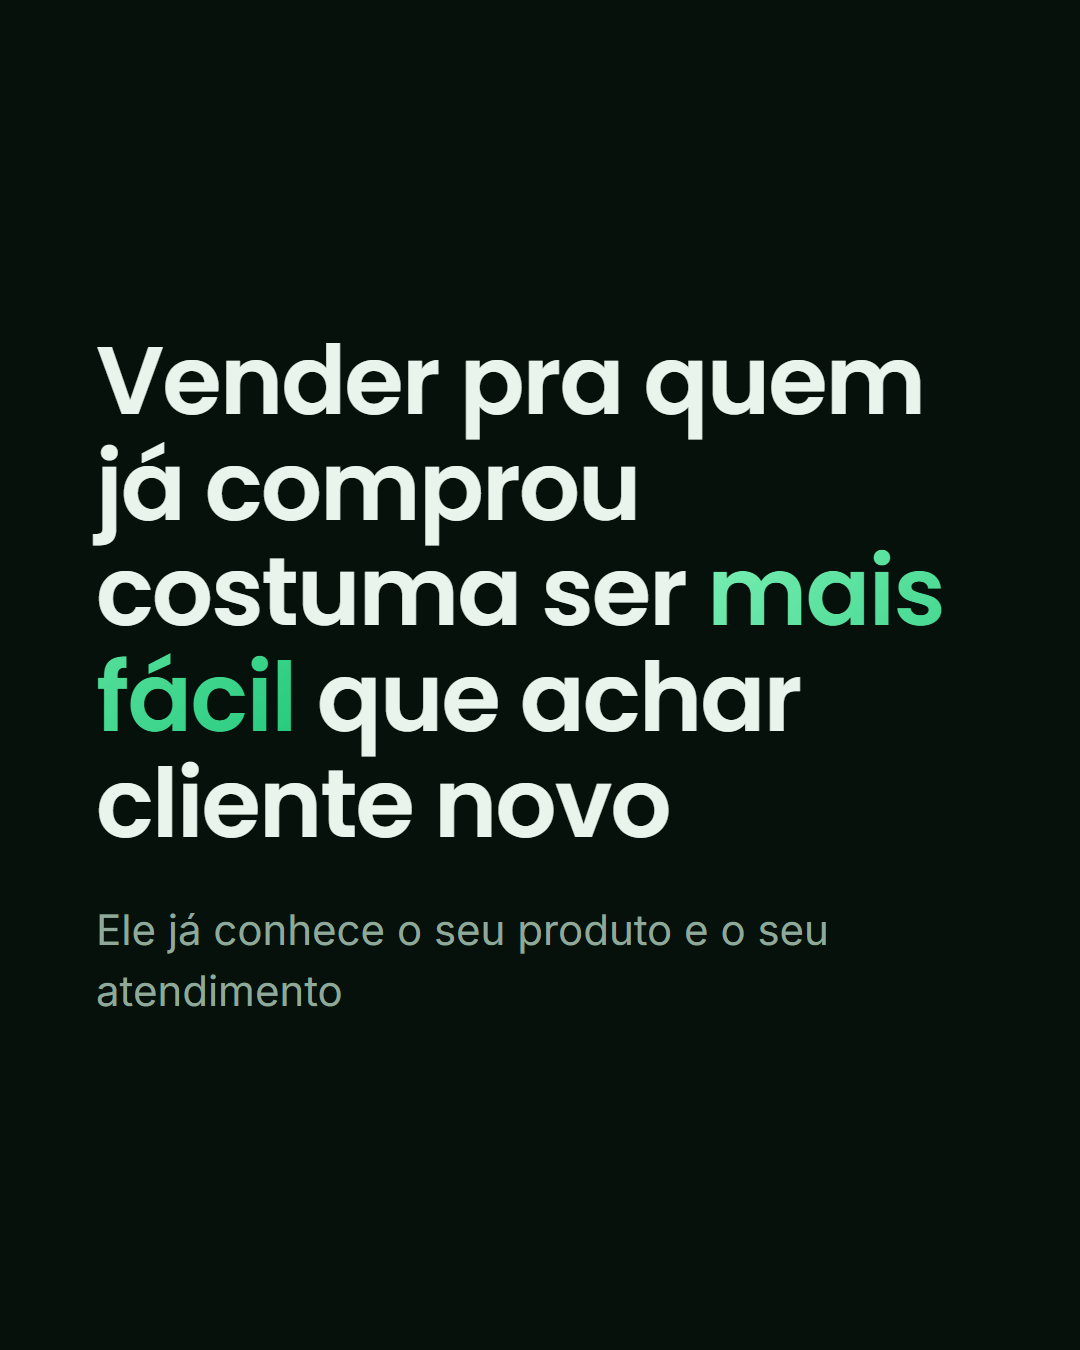 Vender pra quem
já comprou
costuma ser mais
fácil que achar
cliente novo
Ele já conhece o seu produto e o seu
atendimento